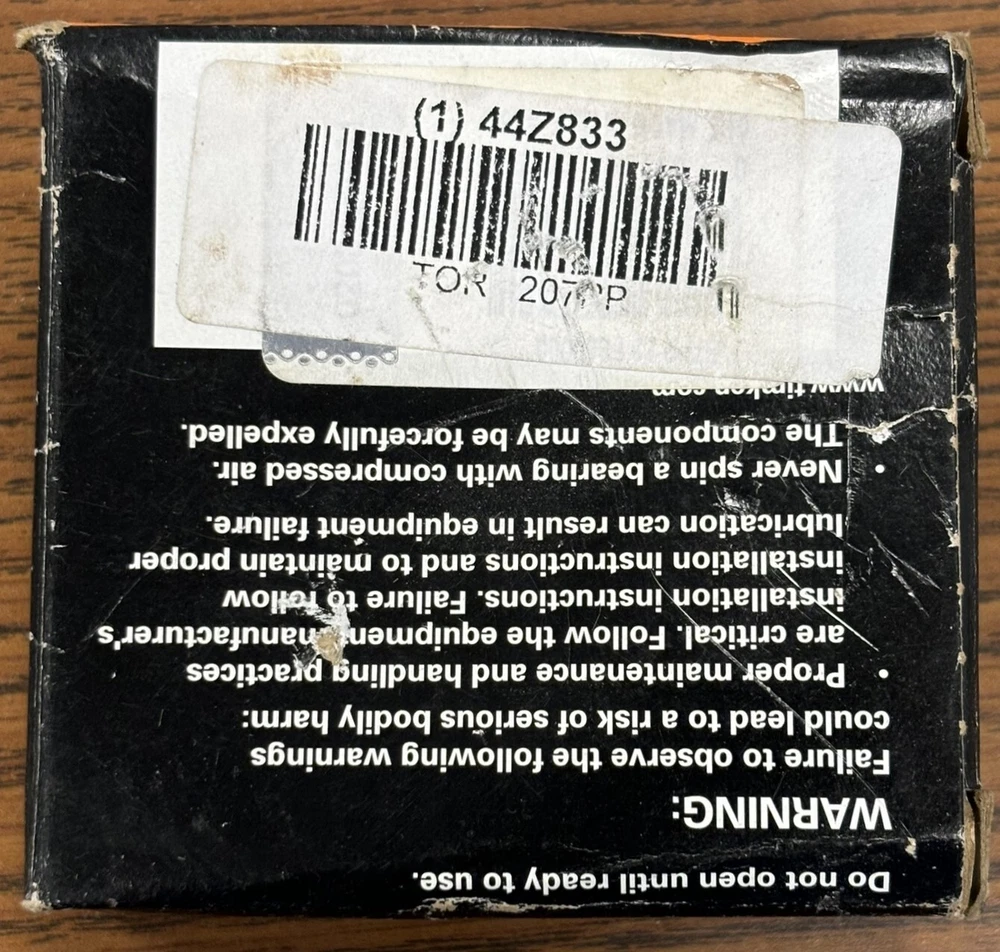 (1) 44Z833
TOR
Do not open until ready to use.
WARNING:
Failure to observe the following warnings
could lead to a risk of serious bodily harm:
• Proper maintenance and handling practices
are critical. Follow the equipment manufacturer's
installation instructions. Failure to follow
installation instructions and to maintain proper
lubrication can result in equipment failure.
• Never spin a bearing with compressed air.
The components may be forcefully expelled.
www.timken.com